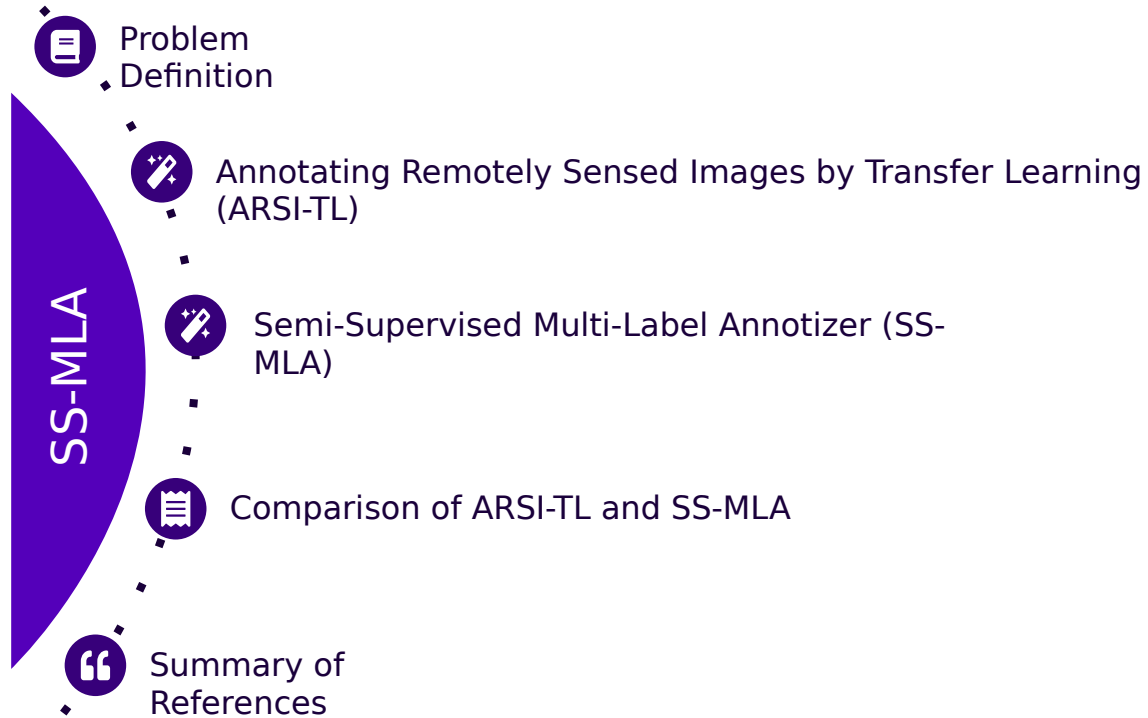 Problem
Definition
Annotating Remotely Sensed Images by Transfer Learning
(ARSI-TL)
SS-MLA
Semi-Supervised Multi-Label Annotizer (SS-
MLA)
Comparison of ARSI-TL and SS-MLA
Summary of
References